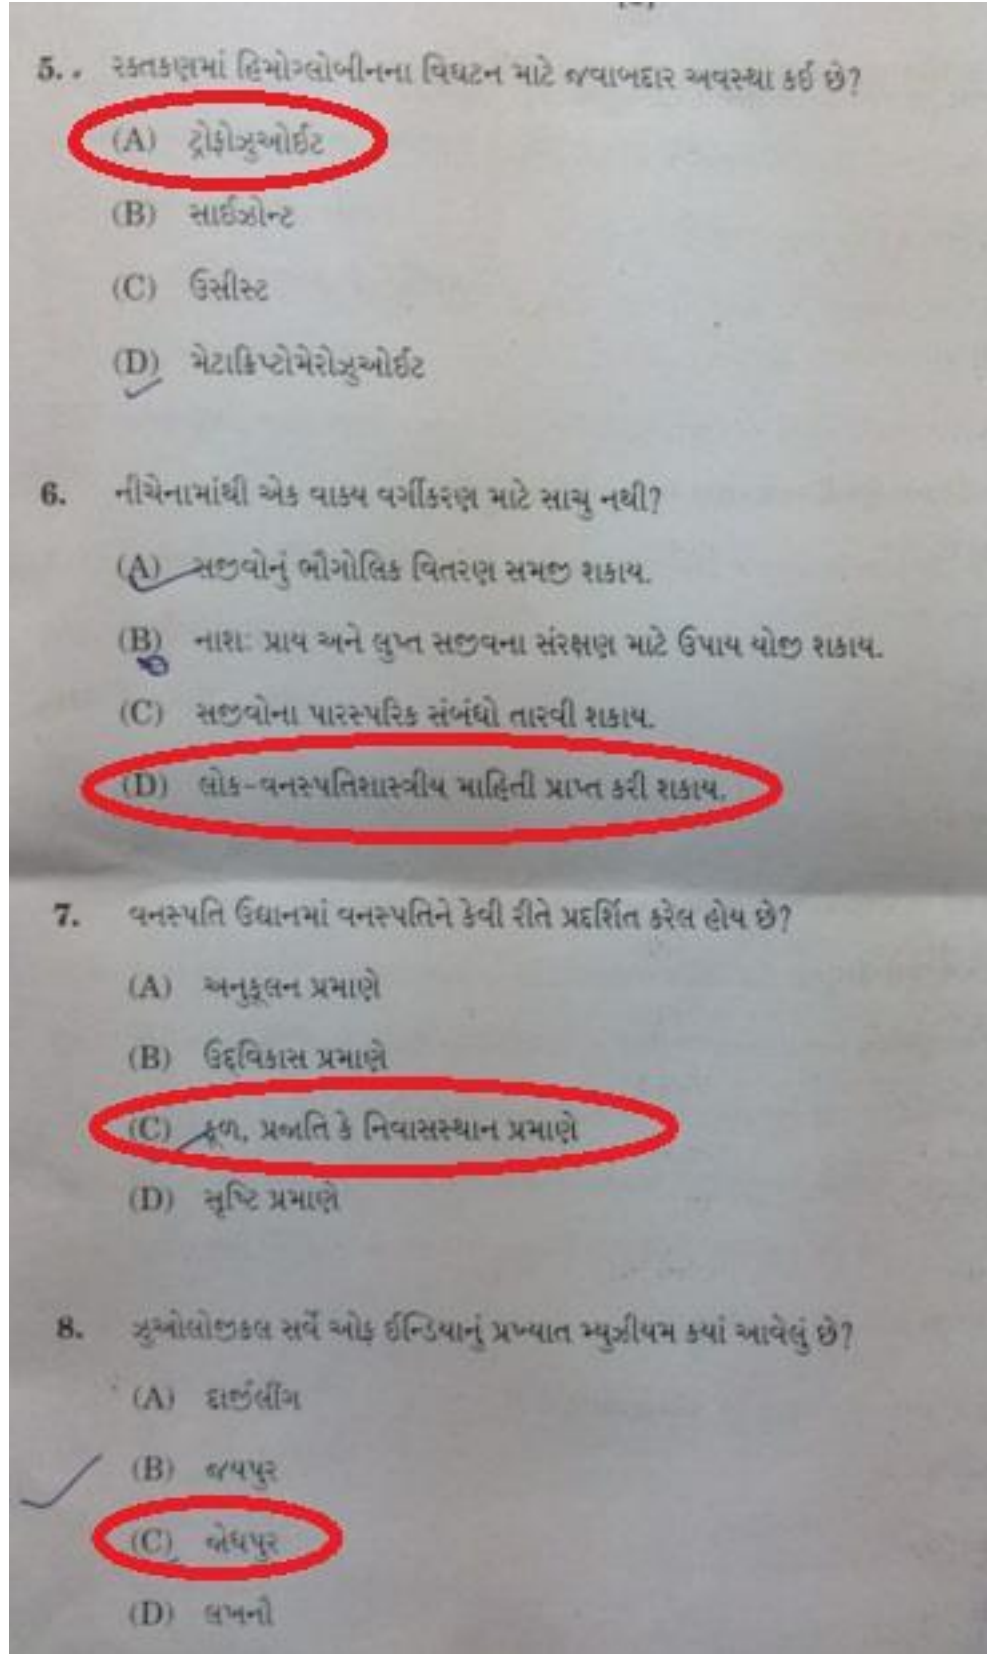 5. . રક્તકણમાં હિમોગ્લોબીનના વિઘટન માટે જવાબદાર અવસ્થા કઈ છે?
(A) ટ્રોફોઝુઓઈટ
(B) સાઈઝોન્ટ
(C) ઉસીસ્ટ
(D) મેટાક્રિપ્ટોમેરોઝુઓઈટ
6. નીચેનામાંથી એક વાક્ય વર્ગીકરણ માટે સાચુ નથી?
(A) સજીવોનું ભૌગોલિક વિતરણ સમજી શકાય.
(B) નાશઃ પ્રાય અને લુપ્ત સજીવના સંરક્ષણ માટે ઉપાય યોજી શકાય.
(C) સજીવોના પારસ્પરિક સંબંધો તારવી શકાય.
(D) લોક-વનસ્પતિશાસ્ત્રીય માહિતી પ્રાપ્ત કરી શકાય.
7. વનસ્પતિ ઉદ્યાનમાં વનસ્પતિને કેવી રીતે પ્રદર્શિત કરેલ હોય છે?
(A) અનુકૂલન પ્રમાણે
(B) ઉદ્દવિકાસ પ્રમાણે
(C) કૂળ, પ્રજાતિ કે નિવાસસ્થાન પ્રમાણે
(D) સૃષ્ટિ પ્રમાણે
8. ઝુઓલોજીકલ સર્વે ઓફ ઈન્ડિયાનું પ્રખ્યાત મ્યુઝીયમ કયાં આવેલું છે?
(A) દાર્જીલીંગ
(B) જયપુર
(C) જોધપુર
(D) લખનૌ